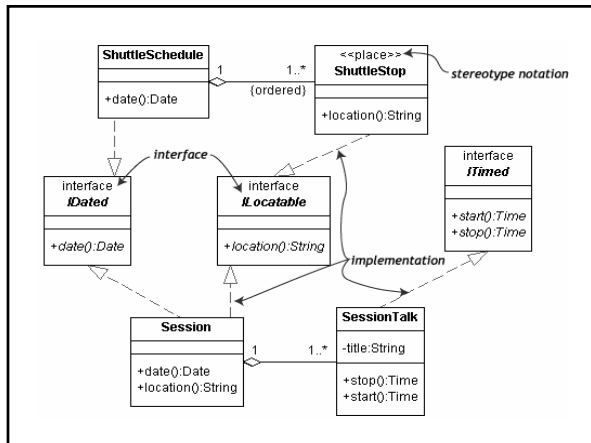 ShuttleSchedule
+date():Date
1
1..*
{ordered}
<<place>>
ShuttleStop
+location():String
stereotype notation
interface
interface
IDated
+date():Date
interface
ILocatable
+location():String
interface
ITimed
+start():Time
+stop():Time
implementation
Session
+date():Date
+location():String
1
1..*
SessionTalk
-title:String
+stop():Time
+start():Time